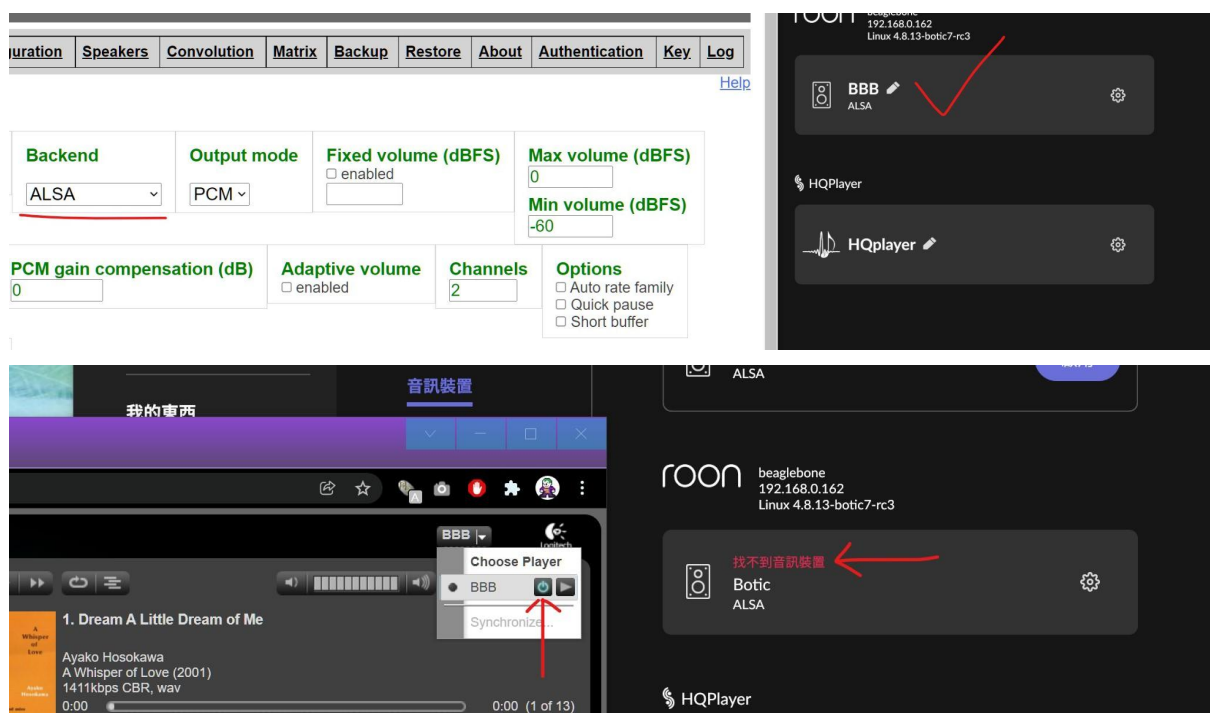 Speakers
Convolution
Matrix
Backup
Restore
About
Authentication
Key
Log
Help
Backend
ALSA
Output mode
PCM
Fixed volume (dBFS)
enabled
Max volume (dBFS)
0
Min volume (dBFS)
-60
PCM gain compensation (dB)
0
Adaptive volume
enabled
Channels
2
Options
Auto rate family
Quick pause
Short buffer
roon
beaglebone
192.168.0.162
Linux 4.8.13-botic7-rc3
BBB
ALSA
HQPlayer
HQplayer
我的東西
音訊裝置
A
BBB
Logitech
Choose Player
BBB
Synchronize...
A
Whisper
of
Love
Ayako
Hosokawa
1. Dream A Little Dream of Me
Ayako Hosokawa
A Whisper of Love (2001)
1411kbps CBR, wav
0:00
0:00 (1 of 13)
ALSA
roon
beaglebone
192.168.0.162
Linux 4.8.13-botic7-rc3
找不到音訊裝置
Botic
ALSA
HQPlayer